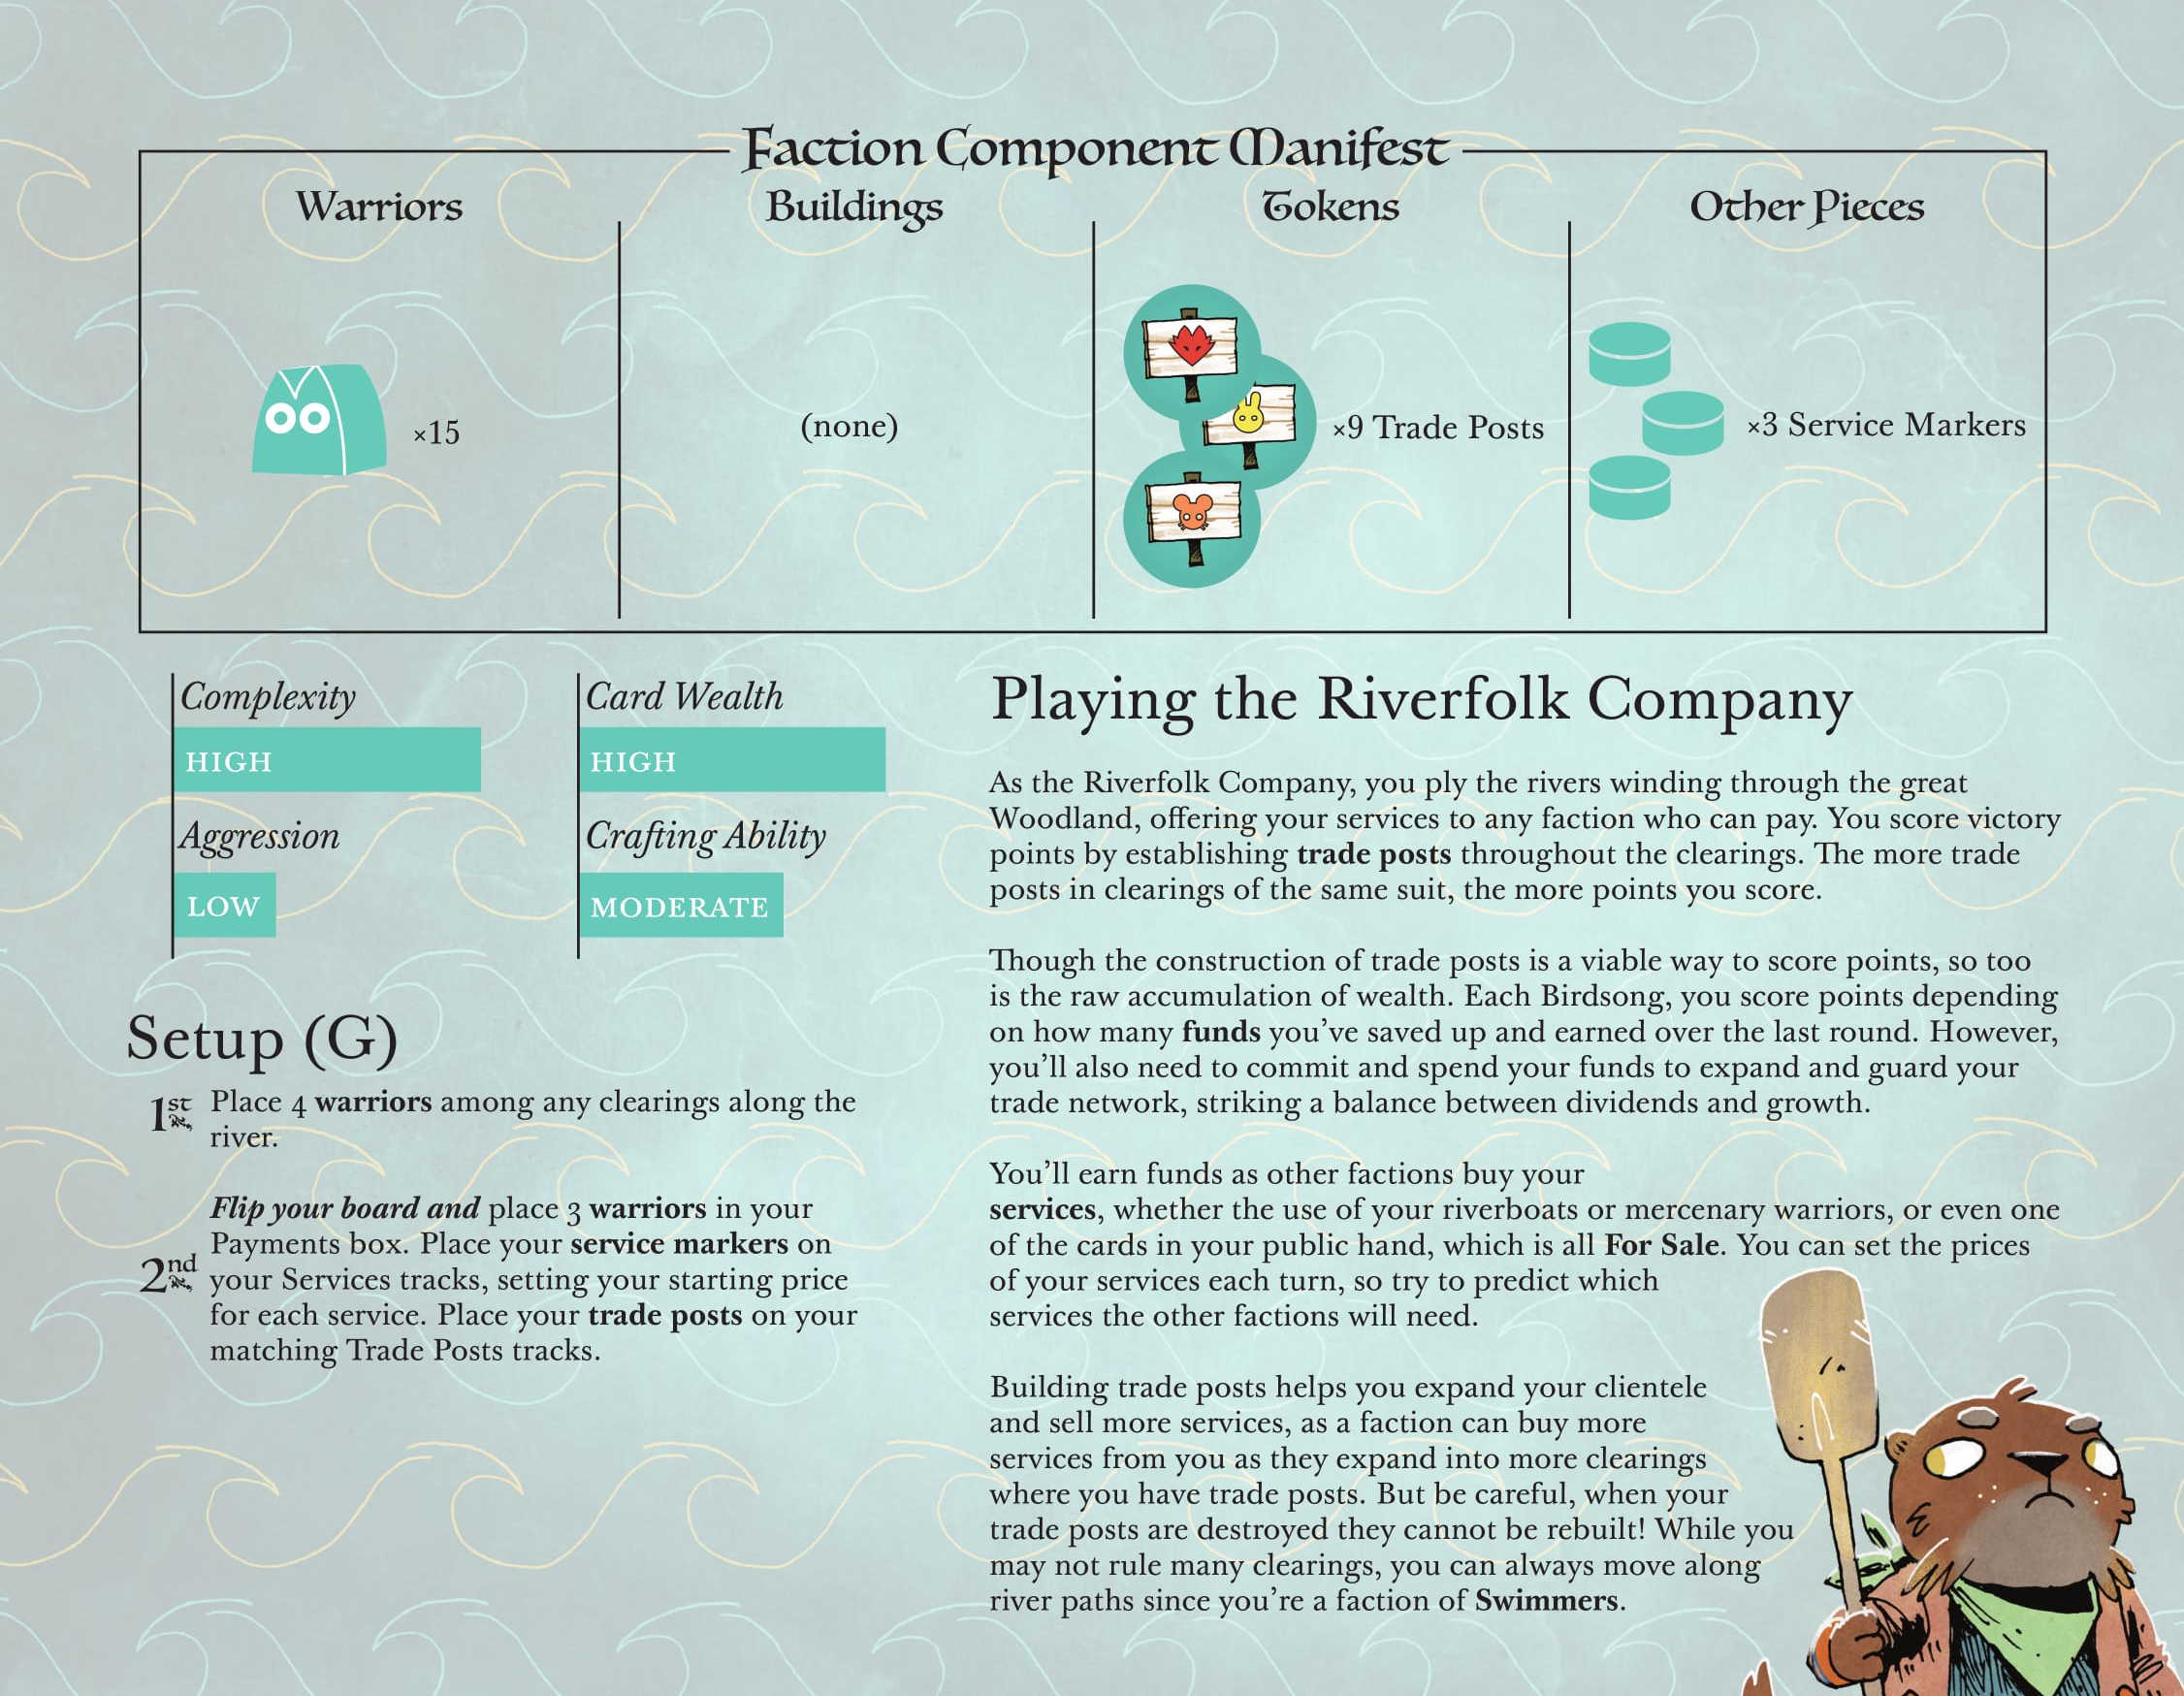 Faction Component Manifest
Warriors
Buildings
Tokens
Other Pieces
×15
(none)
×9 Trade Posts
×3 Service Markers
Complexity
HIGH
Aggression
LOW
Card Wealth
HIGH
Crafting Ability
MODERATE
Setup (G)
1st Place 4 warriors among any clearings along the
river.
Flip your board and place 3 warriors in your
Payments box. Place your service markers on
2nd your Services tracks, setting your starting price
for each service. Place your trade posts on your
matching Trade Posts tracks.
Playing the Riverfolk Company
As the Riverfolk Company, you ply the rivers winding through the great
Woodland, offering your services to any faction who can pay. You score victory
points by establishing trade posts throughout the clearings. The more trade
posts in clearings of the same suit, the more points you score.
Though the construction of trade posts is a viable way to score points, so too
is the raw accumulation of wealth. Each Birdsong, you score points depending
on how many funds you’ve saved up and earned over the last round. However,
you’ll also need to commit and spend your funds to expand and guard your
trade network, striking a balance between dividends and growth.
You’ll earn funds as other factions buy your
services, whether the use of your riverboats or mercenary warriors, or even one
of the cards in your public hand, which is all For Sale. You can set the prices
of your services each turn, so try to predict which
services the other factions will need.
Building trade posts helps you expand your clientele
and sell more services, as a faction can buy more
services from you as they expand into more clearings
where you have trade posts. But be careful, when your
trade posts are destroyed they cannot be rebuilt! While you
may not rule many clearings, you can always move along
river paths since you’re a faction of Swimmers.